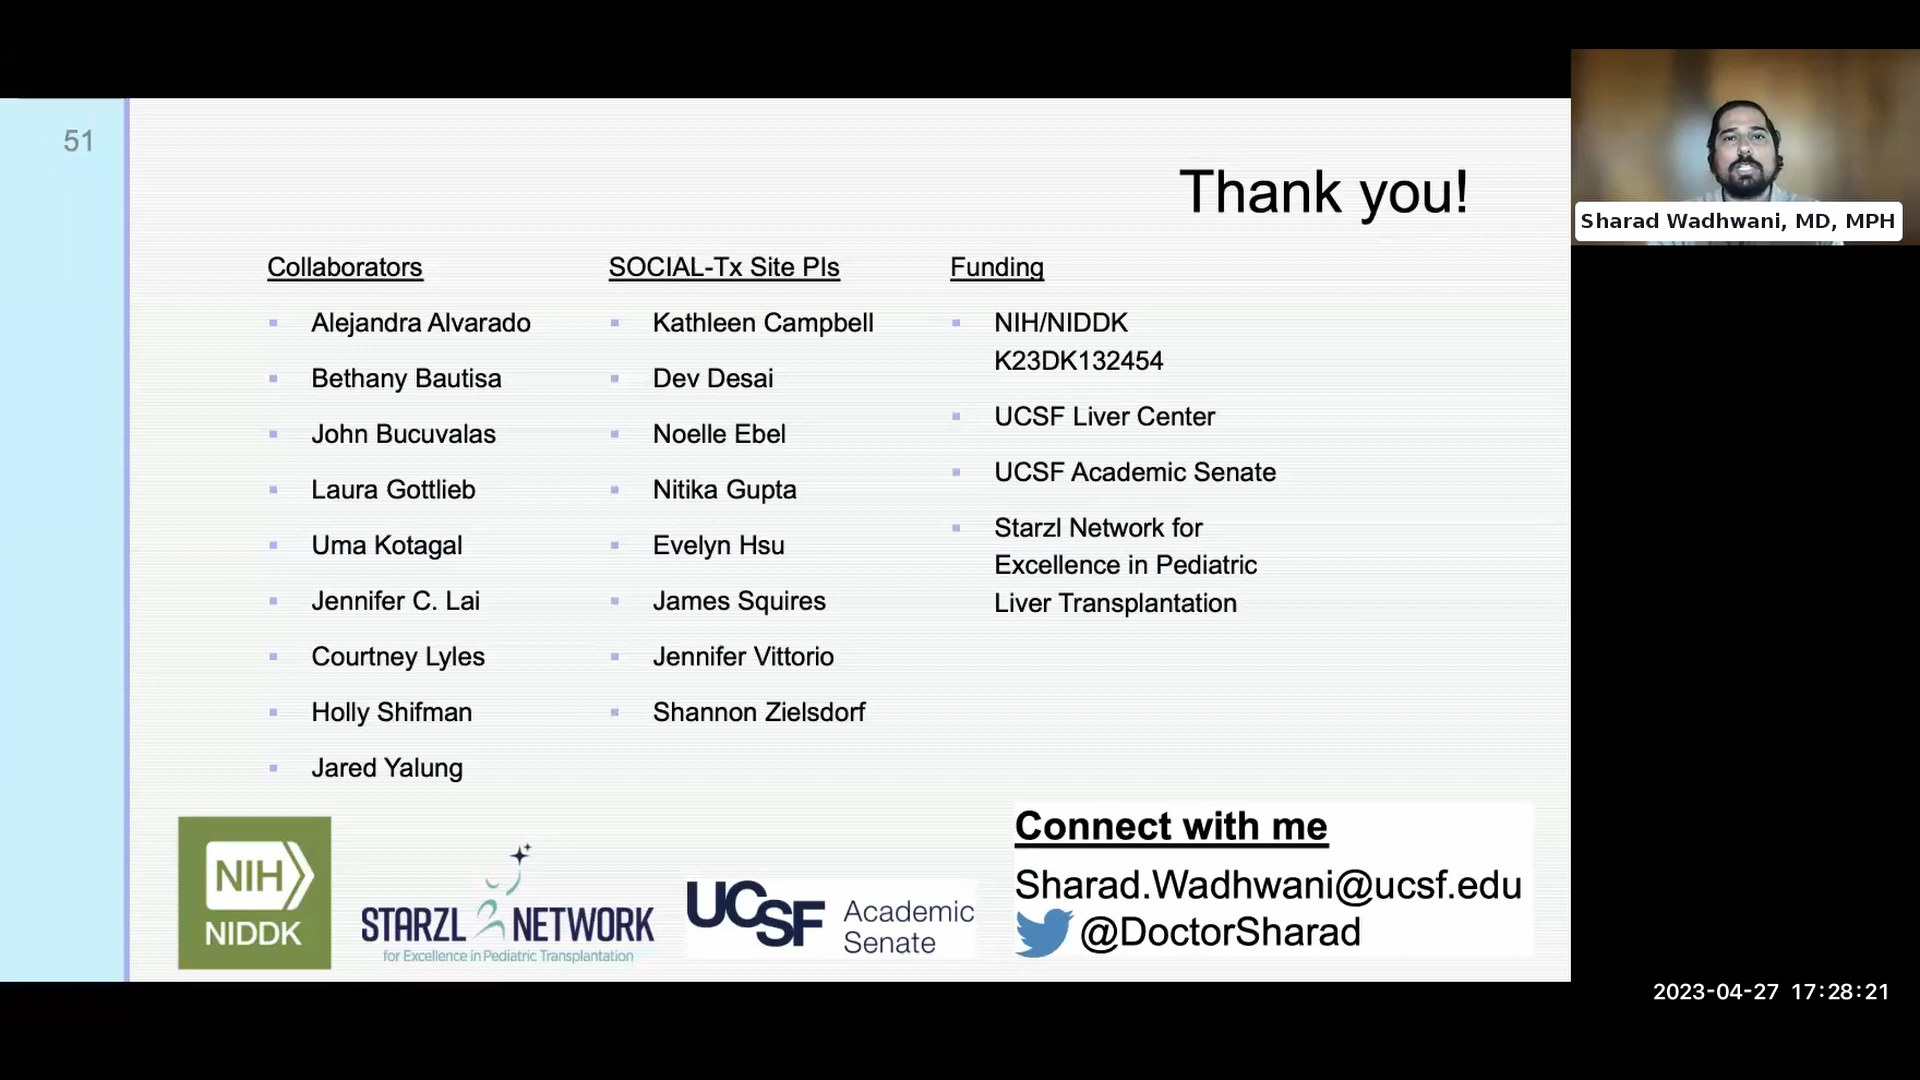 51
Thank you!
Sharad Wadhwani, MD, MPH
Collaborators
Alejandra Alvarado
Bethany Bautisa
John Bucuvalas
Laura Gottlieb
Uma Kotagal
Jennifer C. Lai
Courtney Lyles
Holly Shifman
Jared Yalung
SOCIAL-Tx Site PIs
Kathleen Campbell
Dev Desai
Noelle Ebel
Nitika Gupta
Evelyn Hsu
James Squires
Jennifer Vittorio
Shannon Zielsdorf
Funding
NIH/NIDDK
K23DK132454
UCSF Liver Center
UCSF Academic Senate
Starzl Network for
Excellence in Pediatric
Liver Transplantation
NIH
NIDDK
STARZL NETWORK
for Excellence in Pediatric Transplantation
UCSF
Academic
Senate
Connect with me
Sharad.Wadhwani@ucsf.edu
@DoctorSharad
2023-04-27 17:28:21